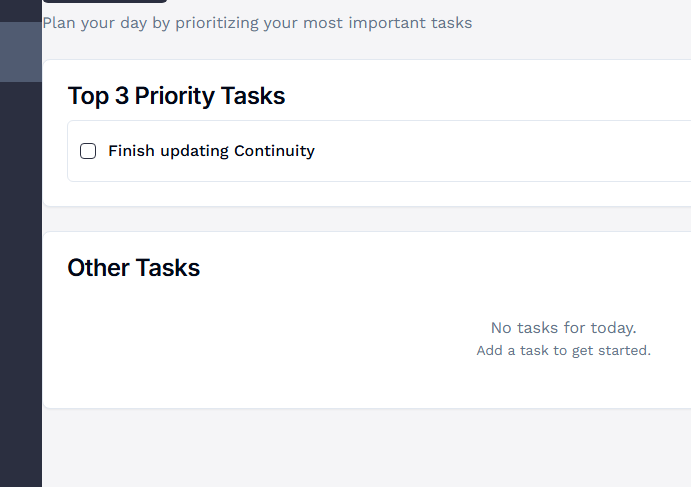 Plan your day by prioritizing your most important tasks
Top 3 Priority Tasks
Finish updating Continuity
Other Tasks
No tasks for today.
Add a task to get started.